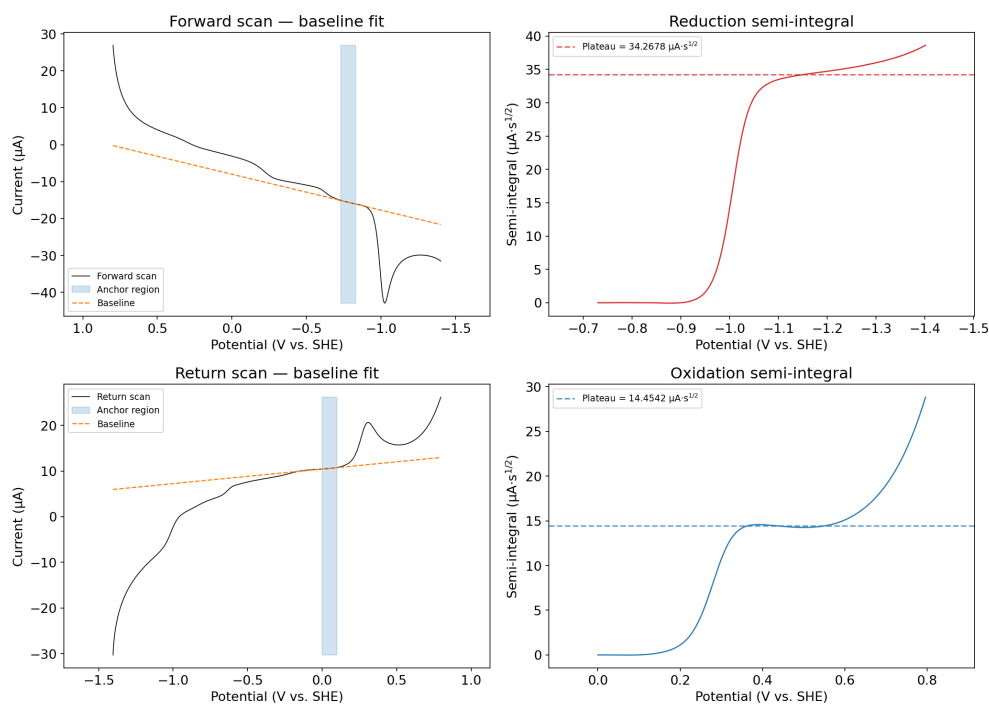 Forward scan — baseline fit
Current (µA)
30
20
10
0
−10
−20
−30
−40
Forward scan
Anchor region
Baseline
1.0 0.5 0.0 −0.5 −1.0 −1.5
Potential (V vs. SHE)
Reduction semi-integral
Semi-integral (µA·s^1/2)
40
35
30
25
20
15
10
5
0
Plateau = 34.2678 µA·s^1/2
−0.7 −0.8 −0.9 −1.0 −1.1 −1.2 −1.3 −1.4 −1.5
Potential (V vs. SHE)
Return scan — baseline fit
Current (µA)
20
10
0
−10
−20
−30
Return scan
Anchor region
Baseline
−1.5 −1.0 −0.5 0.0 0.5 1.0
Potential (V vs. SHE)
Oxidation semi-integral
Semi-integral (µA·s^1/2)
30
25
20
15
10
5
0
Plateau = 14.4542 µA·s^1/2
0.0 0.2 0.4 0.6 0.8
Potential (V vs. SHE)